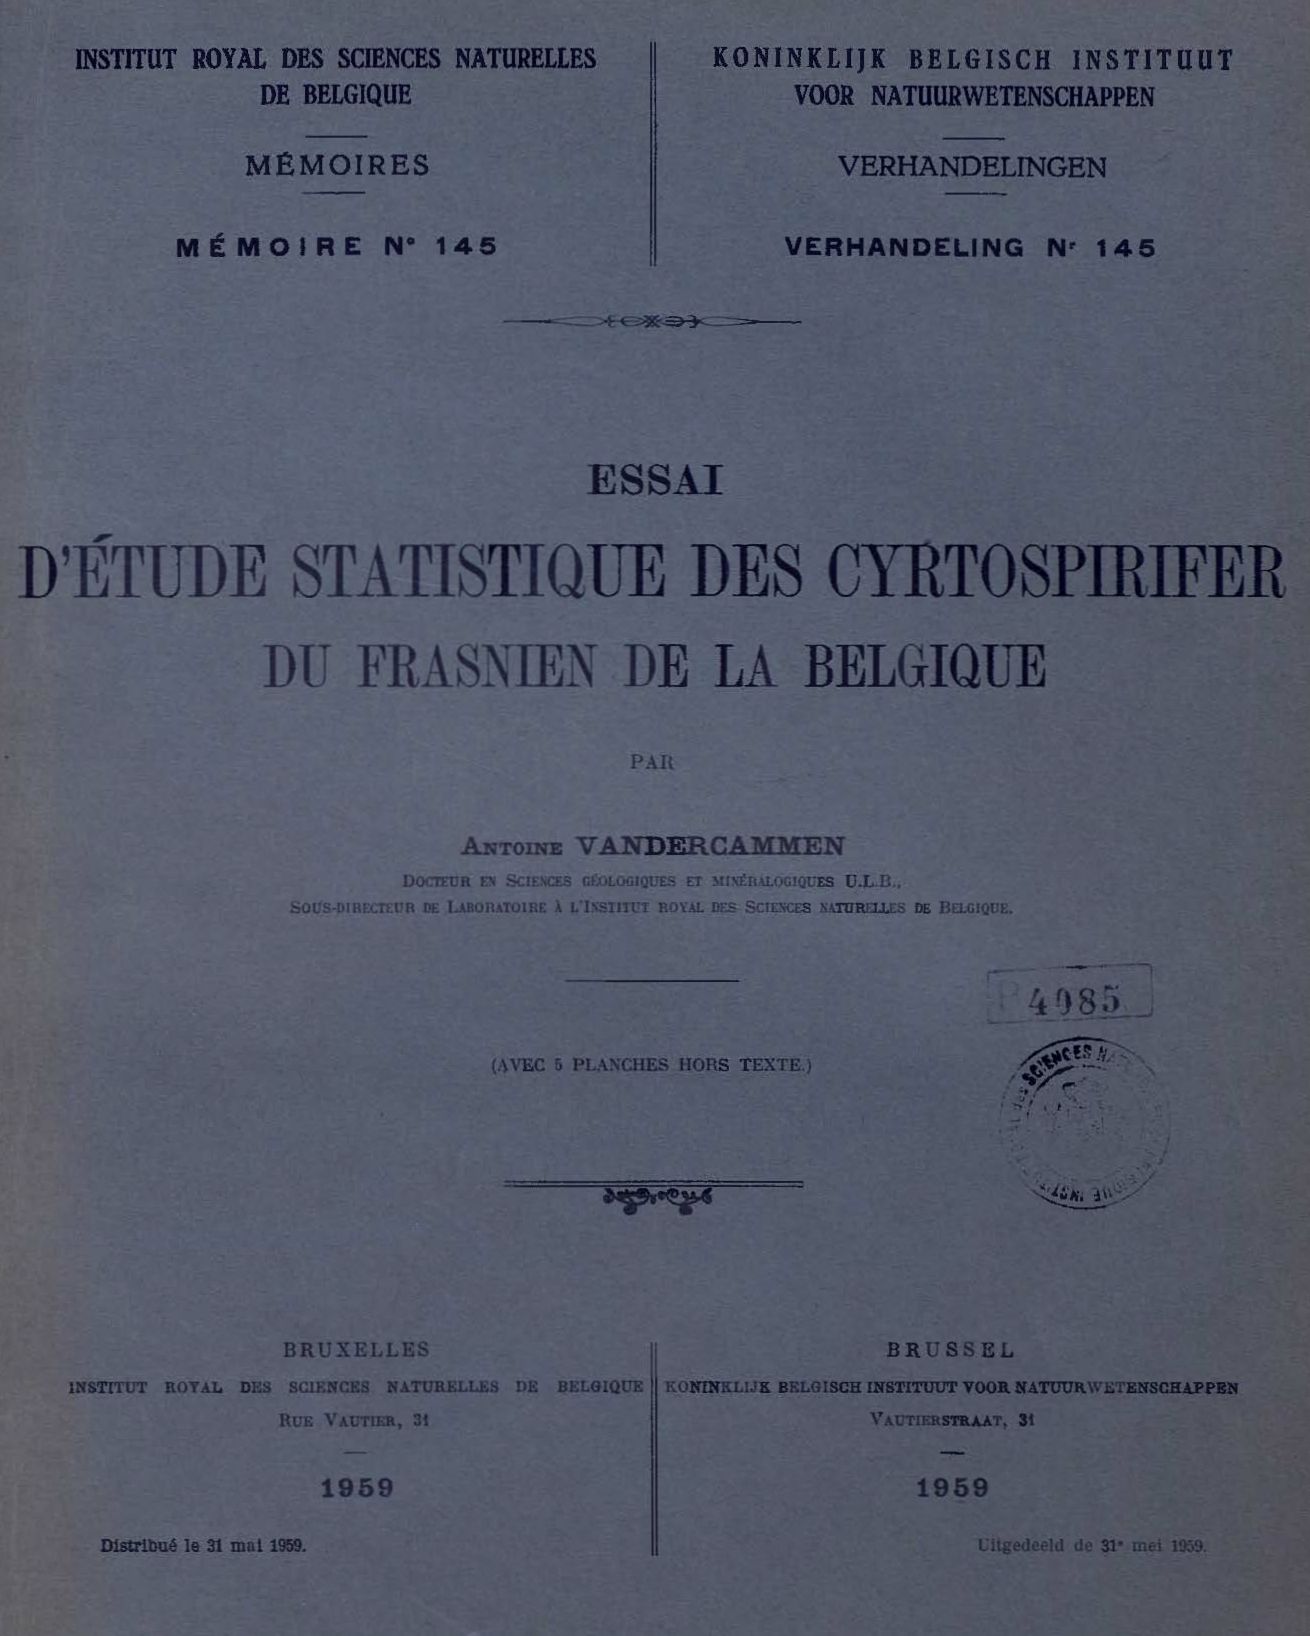 INSTITUT ROYAL DES SCIENCES NATURELLES
DE BELGIQUE
MÉMOIRES
MÉMOIRE N° 145
KONINKLIJK BELGISCH INSTITUUT
VOOR NATUURWETENSCHAPPEN
VERHANDELINGEN
VERHANDELING Nr 145
ESSAI
D'ÉTUDE STATISTIQUE DES CYRTOSPIRIFER
DU FRASNIEN DE LA BELGIQUE
PAR
ANTOINE VANDERCAMMEN
DOCTEUR EN SCIENCES GÉOLOGIQUES ET MINÉRALOGIQUES U.L.B.,
SOUS-DIRECTEUR DE LABORATOIRE À L'INSTITUT ROYAL DES SCIENCES NATURELLES DE BELGIQUE.
4085
(AVEC 5 PLANCHES HORS TEXTE.)
SCIENCES
BRUXELLES
INSTITUT ROYAL DES SCIENCES NATURELLES DE BELGIQUE
RUE VAUTIER, 31
1959
Distribué le 31 mai 1959.
BRUSSEL
KONINKLIJK BELGISCH INSTITUUT VOOR NATUURWETENSCHAPPEN
VAUTIERSTRAAT, 31
1959
Uitgedeeld de 31e mei 1959.